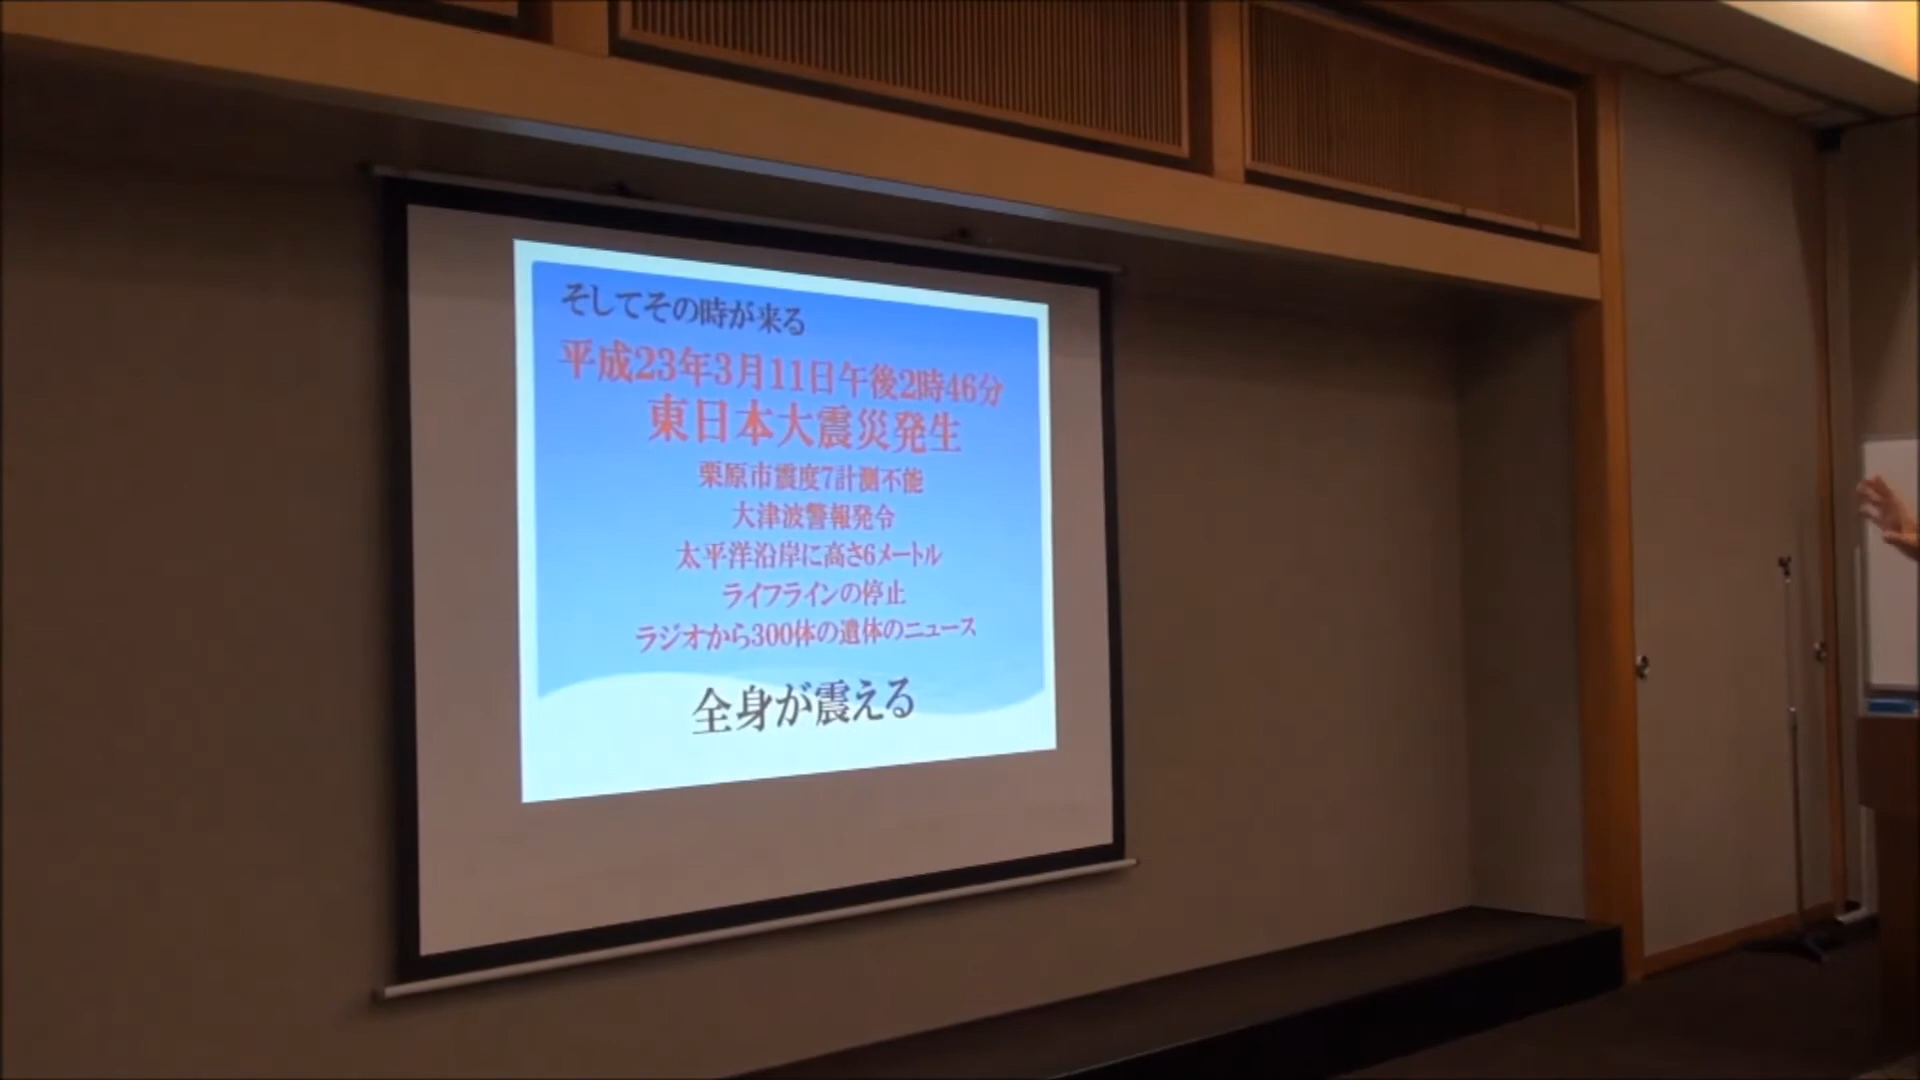 そしてその時が来る
平成23年3月11日午後2時46分
東日本大震災発生
栗原市震度7計測不能
大津波警報発令
太平洋沿岸に高さ6メートル
ライフラインの停止
ラジオから300体の遺体のニュース
全身が震える